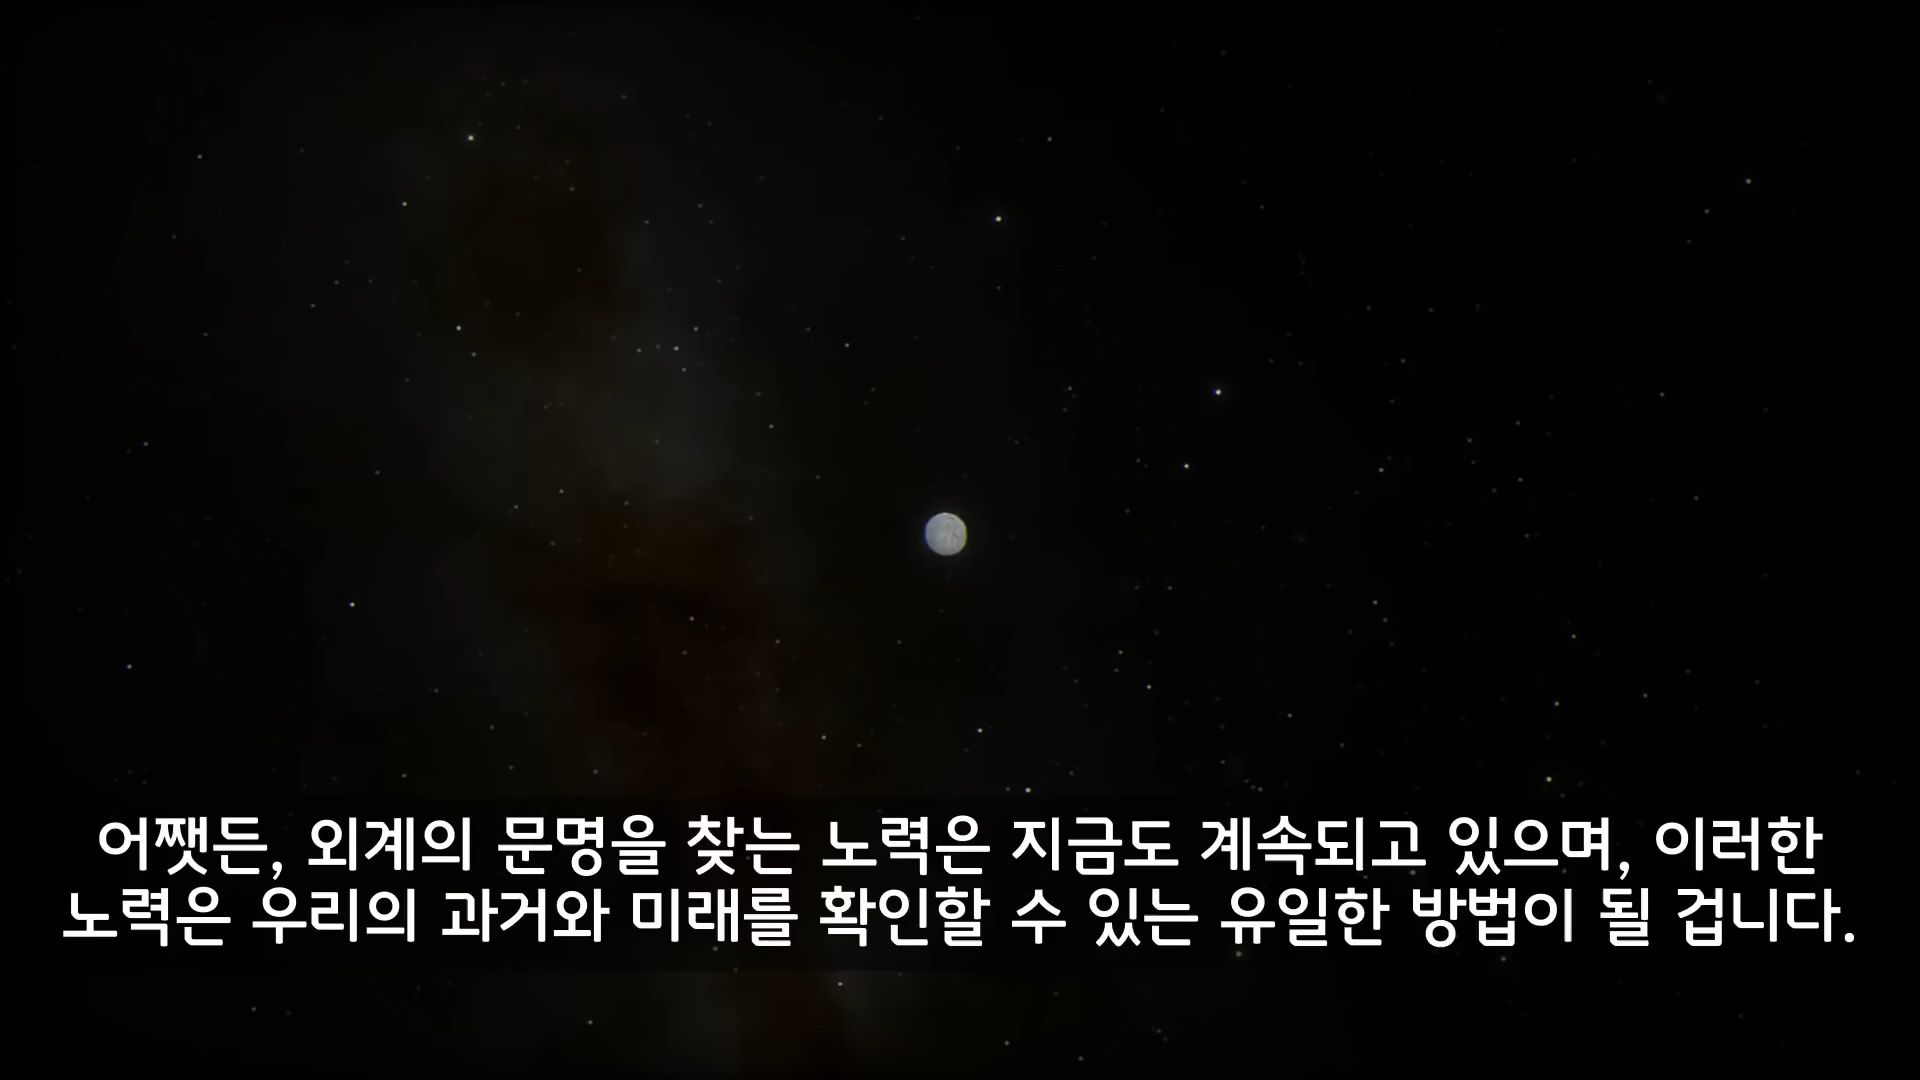 어쨋든, 외계의 문명을 찾는 노력은 지금도 계속되고 있으며, 이러한
노력은 우리의 과거와 미래를 확인할 수 있는 유일한 방법이 될 겁니다.